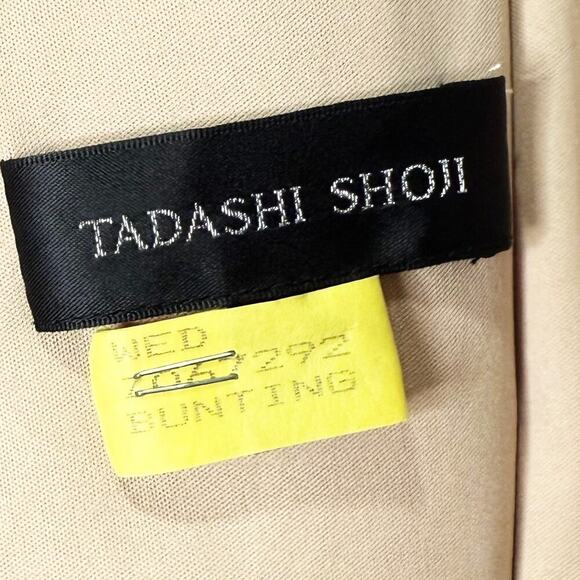 TADASHI SHOJI
WED
292
BUNTING